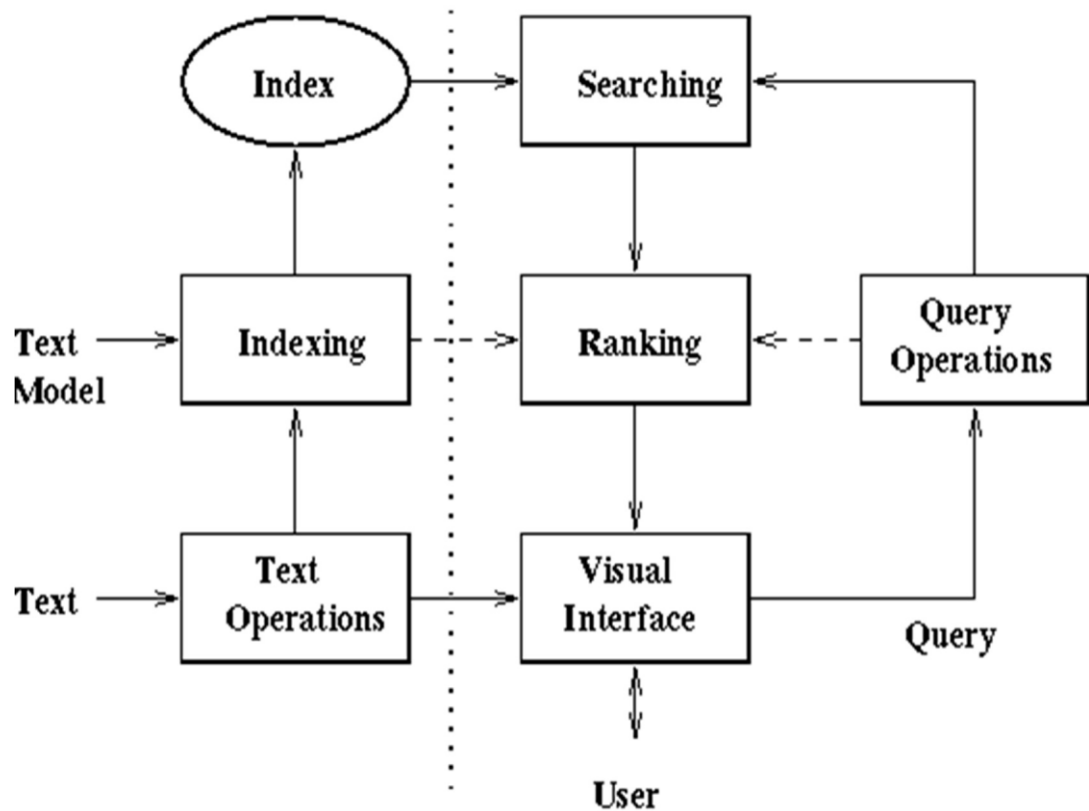 Index
Searching
Text
Model
Indexing
Ranking
Query
Operations
Text
Text
Operations
Visual
Interface
Query
User